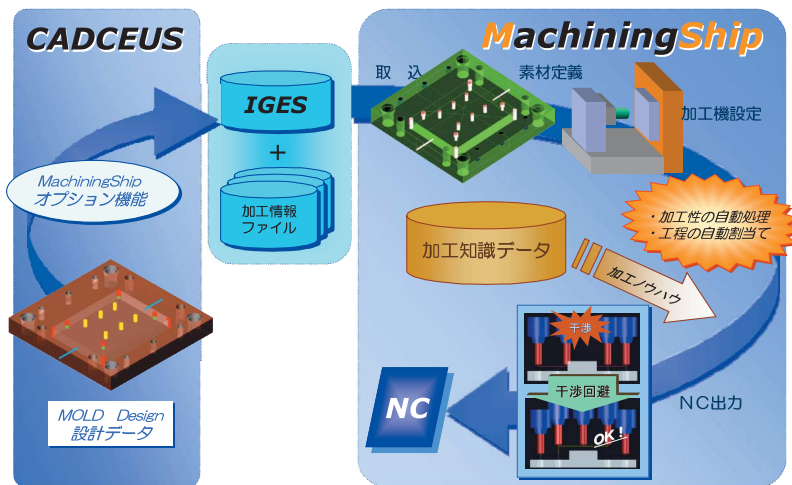 CADCEUS
MachiningShip
オプション機能
MOLD Design
設計データ
IGES
+
加工情報
ファイル
MachiningShip
取 込
素材定義
加工機設定
・加工性の自動処理
・工程の自動割当て
加工知識データ
加工ノウハウ
干渉
干渉回避
OK!
NC出力
NC